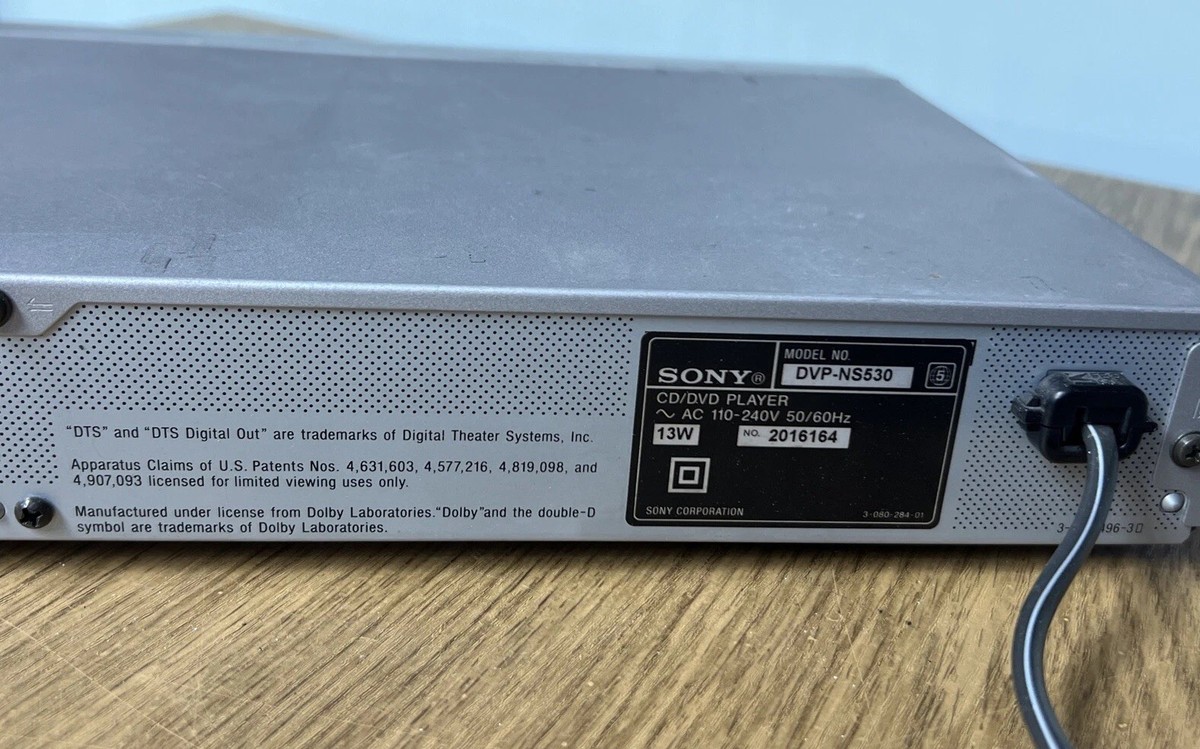 "DTS" and "DTS Digital Out" are trademarks of Digital Theater Systems, Inc.
Apparatus Claims of U.S. Patents Nos. 4,631,603, 4,577,216, 4,819,098, and
4,907,093 licensed for limited viewing uses only.
Manufactured under license from Dolby Laboratories."Dolby"and the double-D
symbol are trademarks of Dolby Laboratories.
SONY®
MODEL NO.
DVP-NS530
5
CD/DVD PLAYER
~ AC 110-240V 50/60Hz
13W
NO. 2016164
SONY CORPORATION
3-080-284-01